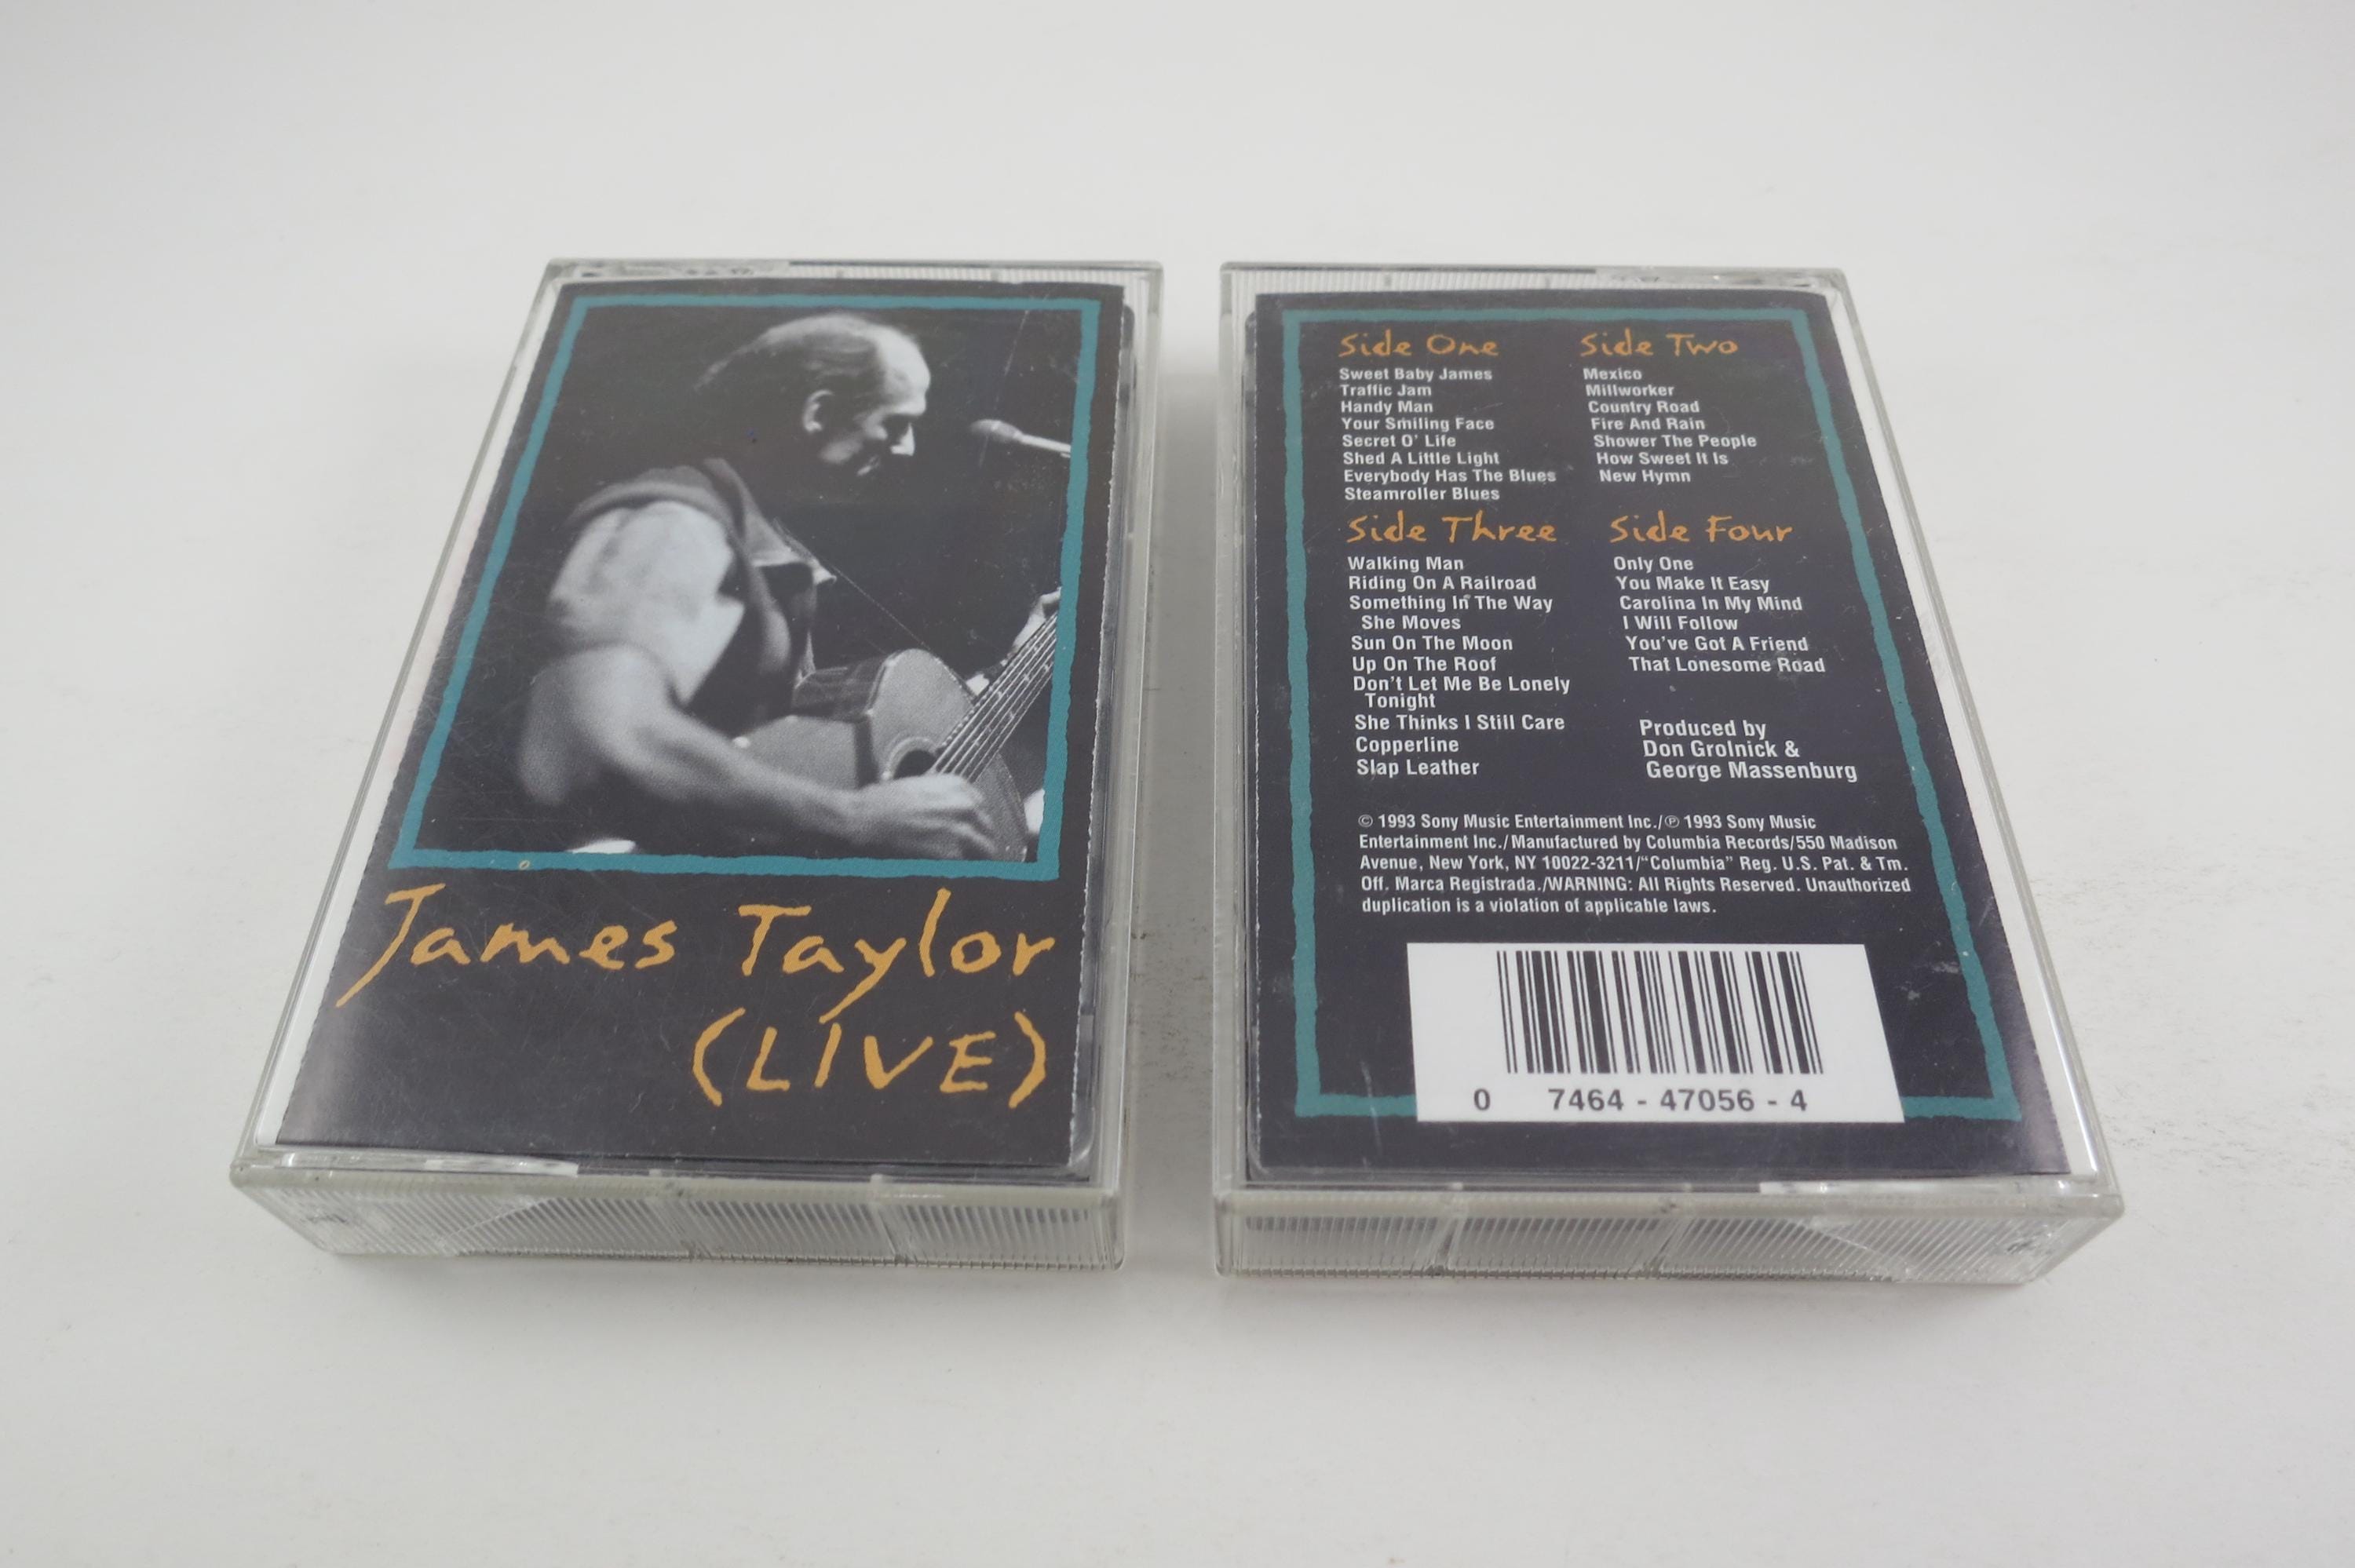 James Taylor
(LIVE)
Side One
Sweet Baby James
Traffic Jam
Handy Man
Your Smiling Face
Secret O' Life
Shed A Little Light
Everybody Has The Blues
Steamroller Blues
Side Two
Mexico
Millworker
Country Road
Fire And Rain
Shower The People
How Sweet It Is
New Hymn
Side Three
Walking Man
Riding On A Railroad
Something In The Way
She Moves
Sun On The Moon
Up On The Roof
Don't Let Me Be Lonely
Tonight
She Thinks I Still Care
Copperline
Slap Leather
Side Four
Only One
You Make It Easy
Carolina In My Mind
I Will Follow
You've Got A Friend
That Lonesome Road
Produced by
Don Grolnick &
George Massenburg
© 1993 Sony Music Entertainment Inc./℗ 1993 Sony Music
Entertainment Inc./Manufactured by Columbia Records/550 Madison
Avenue, New York, NY 10022-3211/“Columbia” Reg. U.S. Pat. & Tm.
Off. Marca Registrada./WARNING: All Rights Reserved. Unauthorized
duplication is a violation of applicable laws.
0 7464 - 47056 - 4